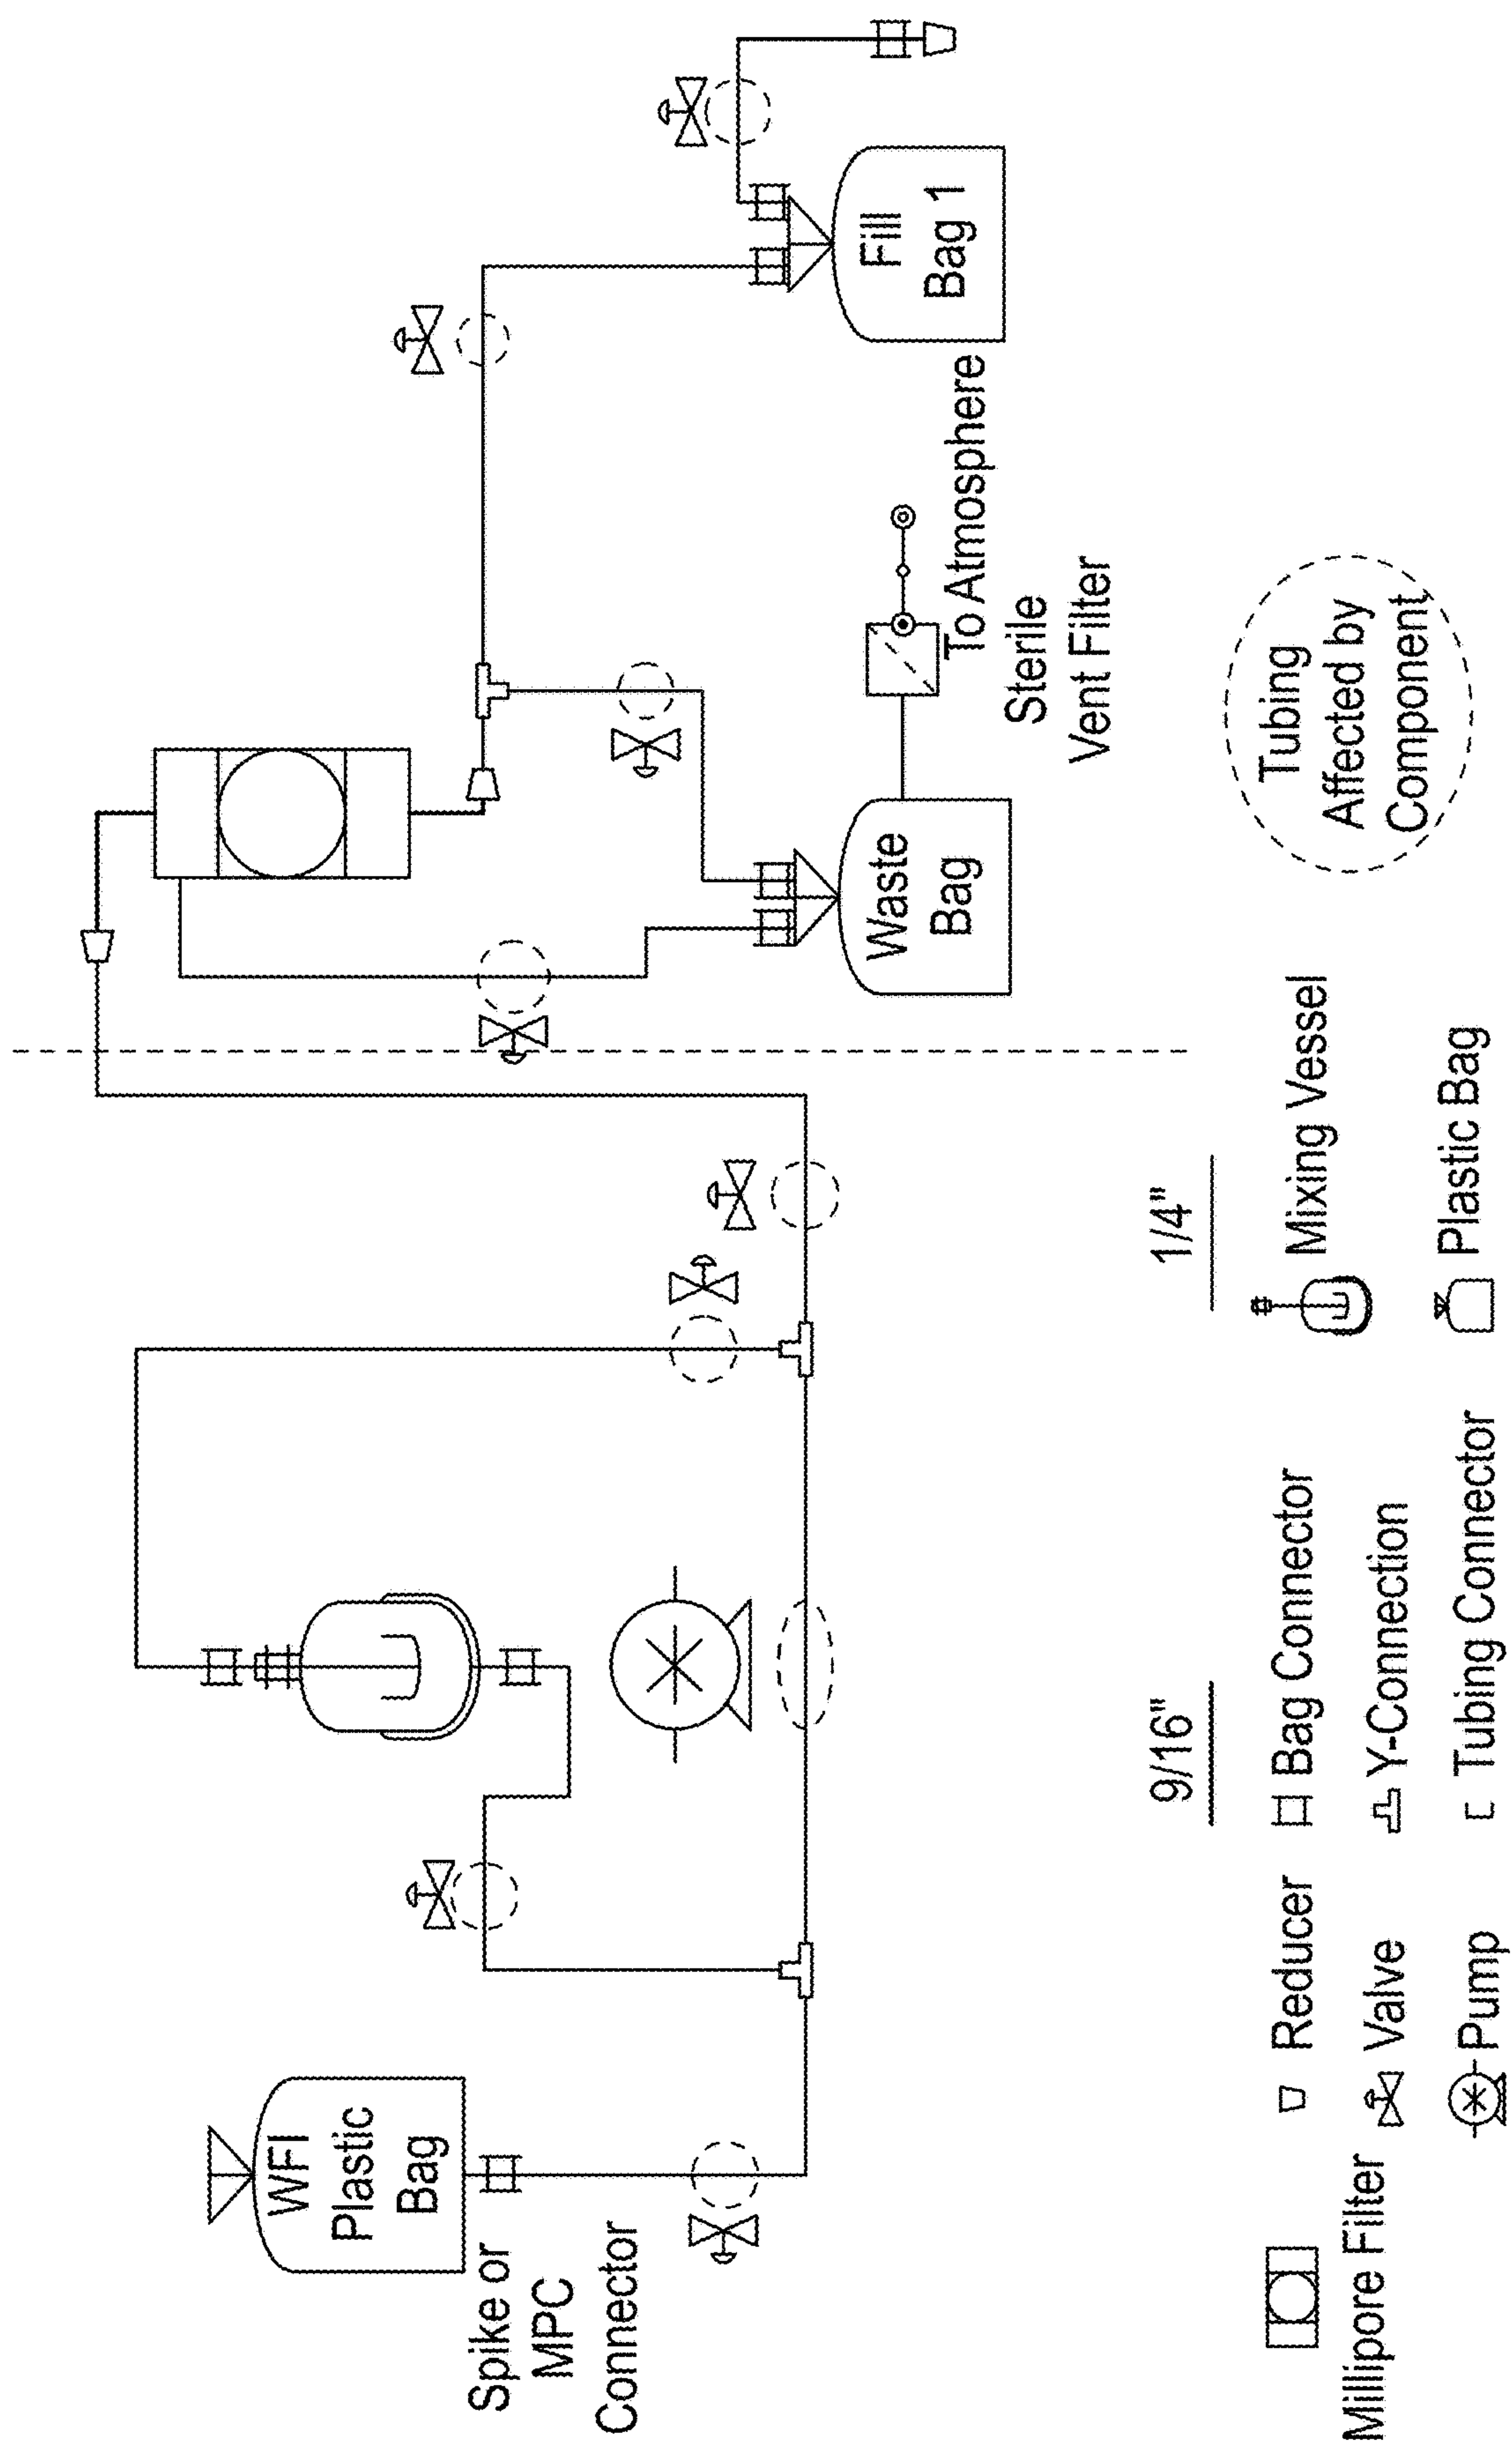 WFI
Plastic
Bag
Spike or
MPC
Connector
Waste
Bag
To Atmosphere
Sterile
Vent Filter
Fill
Bag 1
9/16"
1/4"
Millipore Filter
Reducer
Valve
Pump
Bag Connector
Y-Connection
Tubing Connector
Mixing Vessel
Plastic Bag
Tubing
Affected by
Component